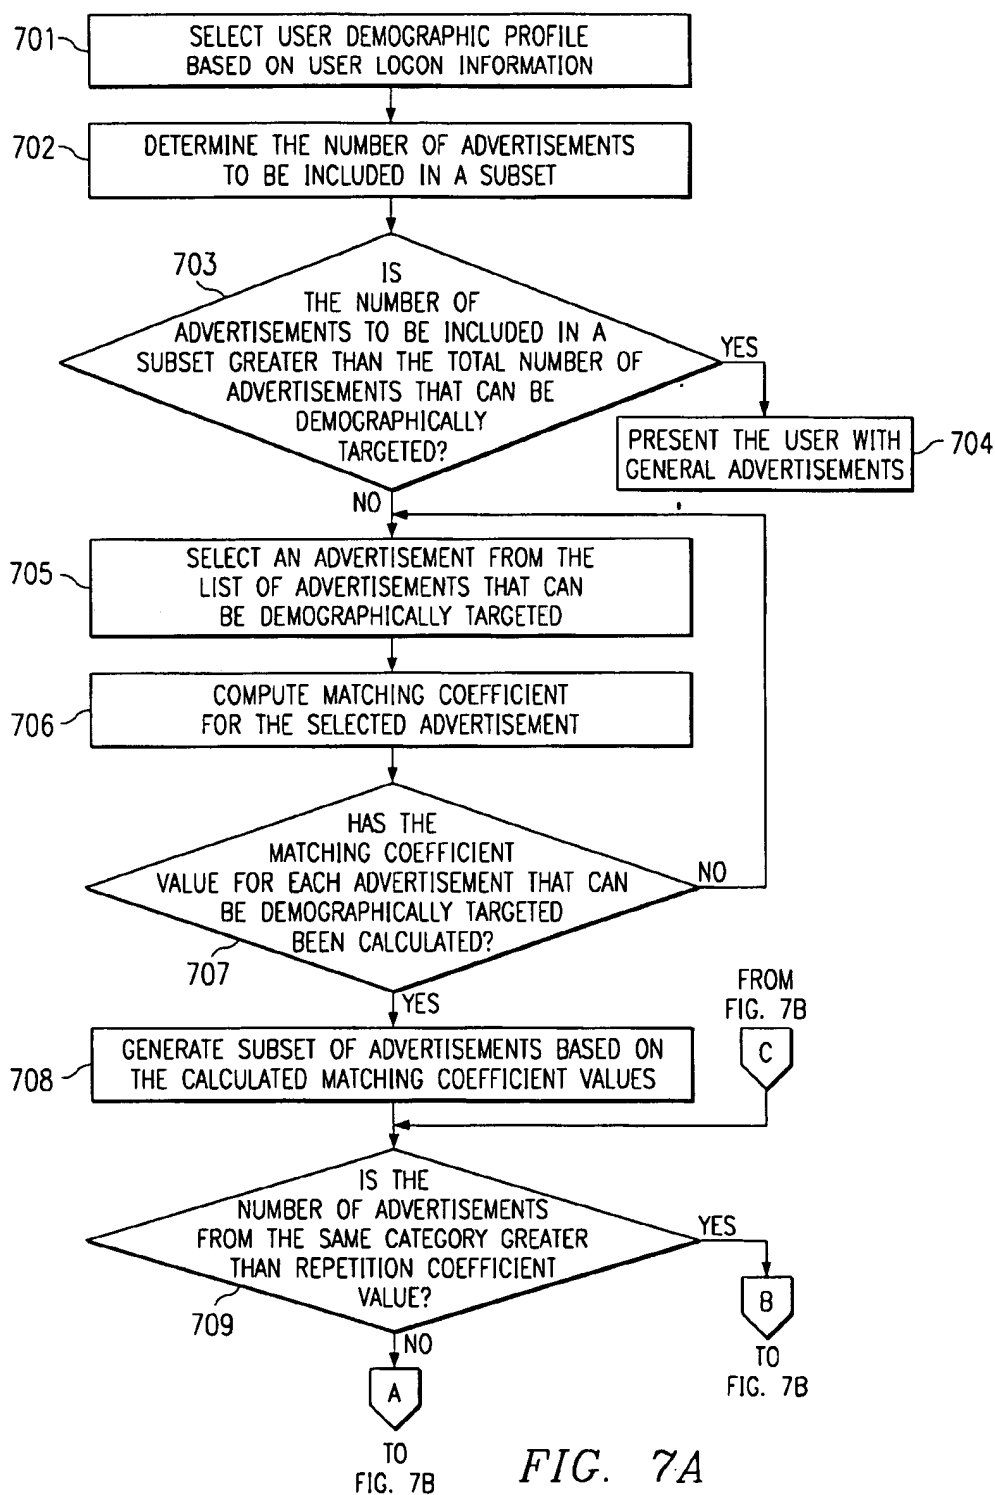 701
SELECT USER DEMOGRAPHIC PROFILE
BASED ON USER LOGON INFORMATION
702
DETERMINE THE NUMBER OF ADVERTISEMENTS
TO BE INCLUDED IN A SUBSET
703
IS
THE NUMBER OF
ADVERTISEMENTS TO BE INCLUDED IN A
SUBSET GREATER THAN THE TOTAL NUMBER OF
ADVERTISEMENTS THAT CAN BE
DEMOGRAPHICALLY
TARGETED?
YES
PRESENT THE USER WITH
GENERAL ADVERTISEMENTS
704
NO
705
SELECT AN ADVERTISEMENT FROM THE
LIST OF ADVERTISEMENTS THAT CAN
BE DEMOGRAPHICALLY TARGETED
706
COMPUTE MATCHING COEFFICIENT
FOR THE SELECTED ADVERTISEMENT
HAS THE
MATCHING COEFFICIENT
VALUE FOR EACH ADVERTISEMENT THAT CAN
BE DEMOGRAPHICALLY TARGETED
BEEN CALCULATED?
NO
707
YES
FROM
FIG. 7B
C
708
GENERATE SUBSET OF ADVERTISEMENTS BASED ON
THE CALCULATED MATCHING COEFFICIENT VALUES
IS THE
NUMBER OF ADVERTISEMENTS
FROM THE SAME CATEGORY GREATER
THAN REPETITION COEFFICIENT
VALUE?
YES
709
B
TO
FIG. 7B
NO
A
TO
FIG. 7B
FIG. 7A